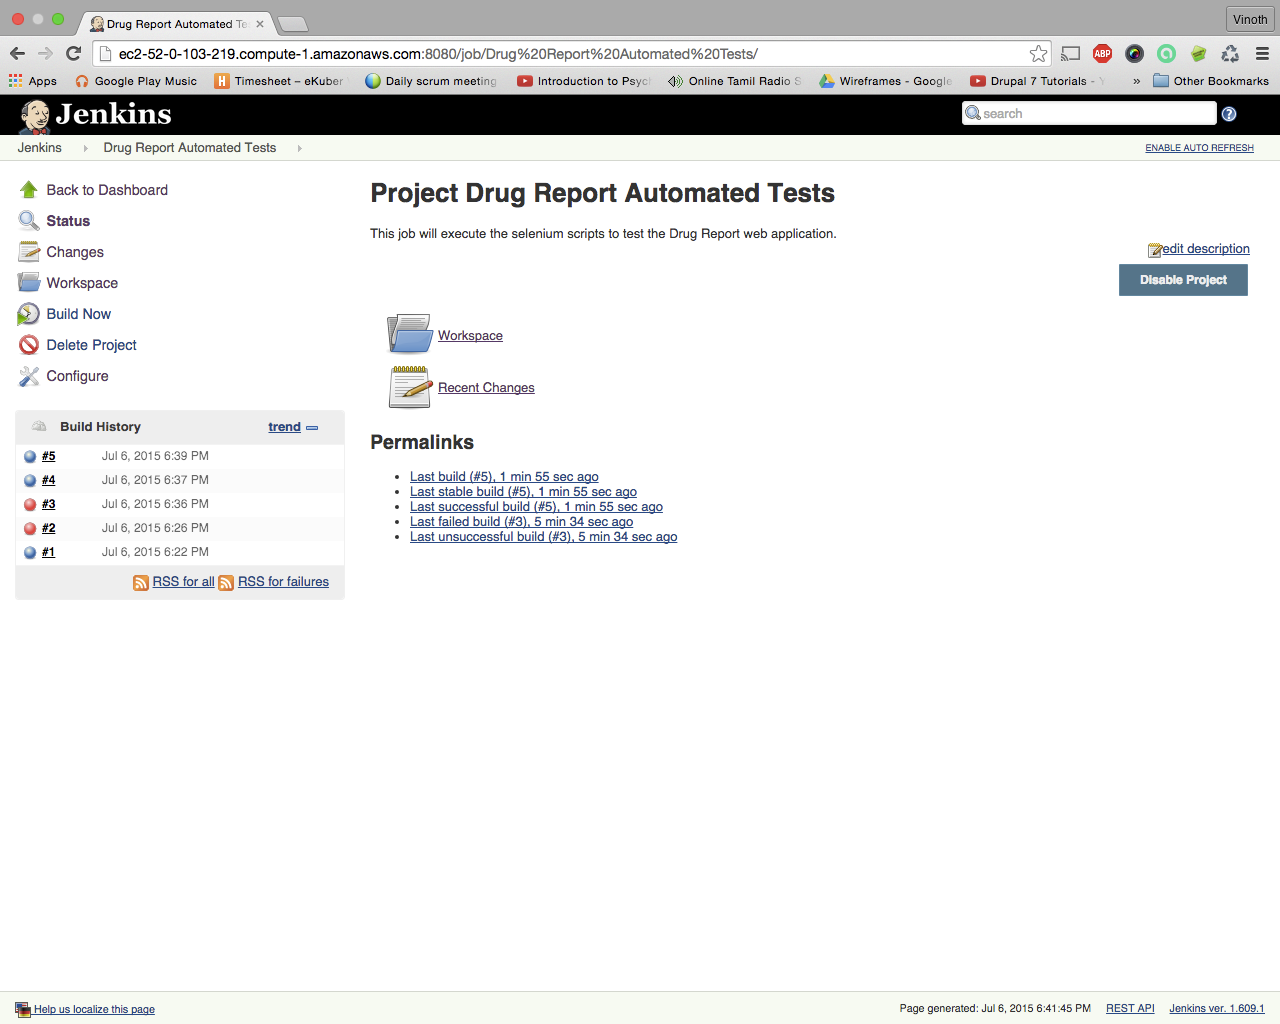 Drug Report Automated Te
Vinoth
ec2-52-0-103-219.compute-1.amazonaws.com:8080/job/Drug%20Report%20Automated%20Tests/
ABP
Apps Google Play Music H Timesheet – eKuber Daily scrum meeting Introduction to Psyc Online Tamil Radio S Wireframes - Google Drupal 7 Tutorials - Y » Other Bookmarks
Jenkins
search
?
Jenkins Drug Report Automated Tests
ENABLE AUTO REFRESH
Back to Dashboard
Status
Changes
Workspace
Build Now
Delete Project
Configure
Build History trend
#5 Jul 6, 2015 6:39 PM
#4 Jul 6, 2015 6:37 PM
#3 Jul 6, 2015 6:36 PM
#2 Jul 6, 2015 6:26 PM
#1 Jul 6, 2015 6:22 PM
RSS for all RSS for failures
Project Drug Report Automated Tests
This job will execute the selenium scripts to test the Drug Report web application.
edit description
Disable Project
Workspace
Recent Changes
Permalinks
• Last build (#5), 1 min 55 sec ago
• Last stable build (#5), 1 min 55 sec ago
• Last successful build (#5), 1 min 55 sec ago
• Last failed build (#3), 5 min 34 sec ago
• Last unsuccessful build (#3), 5 min 34 sec ago
Help us localize this page
Page generated: Jul 6, 2015 6:41:45 PM REST API Jenkins ver. 1.609.1